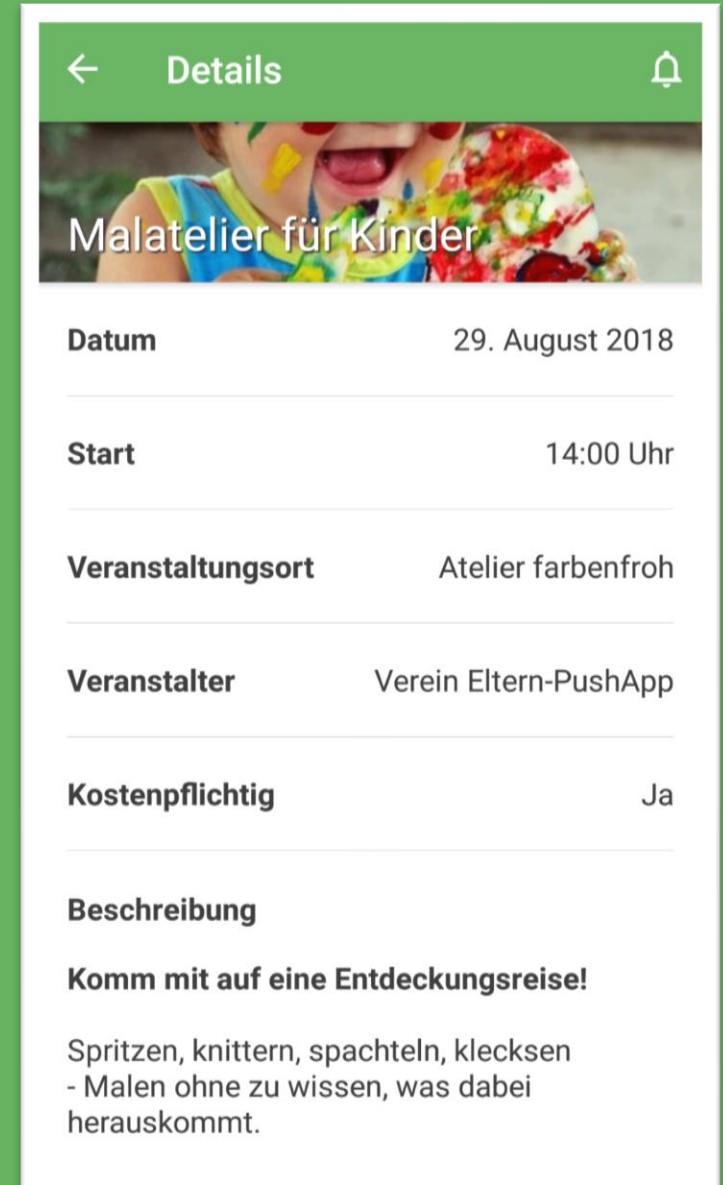 Details
Malatelier für Kinder
Datum 29. August 2018
Start 14:00 Uhr
Veranstaltungsort Atelier farbenfroh
Veranstalter Verein Eltern-PushApp
Kostenpflichtig Ja
Beschreibung
Komm mit auf eine Entdeckungsreise!
Spritzen, knittern, spachteln, klecksen
- Malen ohne zu wissen, was dabei
herauskommt.